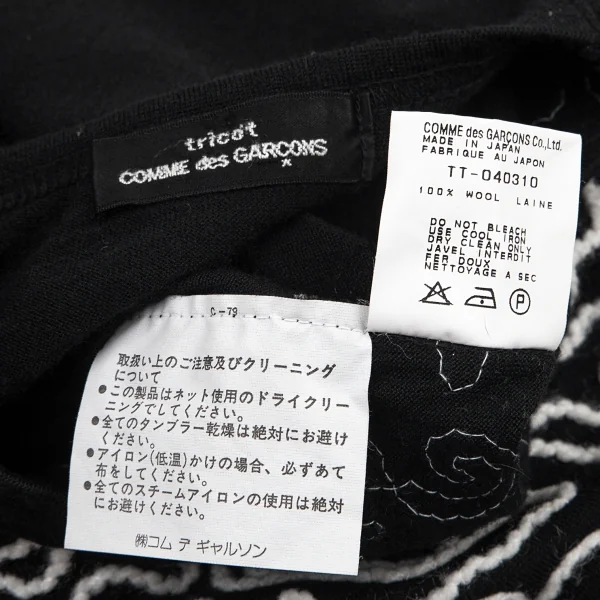 tricot
COMME des GARÇONS
COMME des GARÇONS Co., Ltd.
MADE IN JAPAN
FABRIQUE AU JAPON
TT-040310
100% WOOL LAINE
DO NOT BLEACH
USE COOL IRON
DRY CLEAN ONLY
JAVEL INTERDIT
FER DOUX
NETTOYAGE A SEC
P
C-79
取扱い上のご注意及びクリーニング
について
●この製品はネット使用のドライクリー
ニングでしてください。
●全てのタンブラー乾燥は絶対にお避け
ください。
●アイロン(低温)かけの場合、必ずあて
布をしてください。
●全てのスチームアイロンの使用は絶対
にお避けください。
㈱コム デ ギャルソン